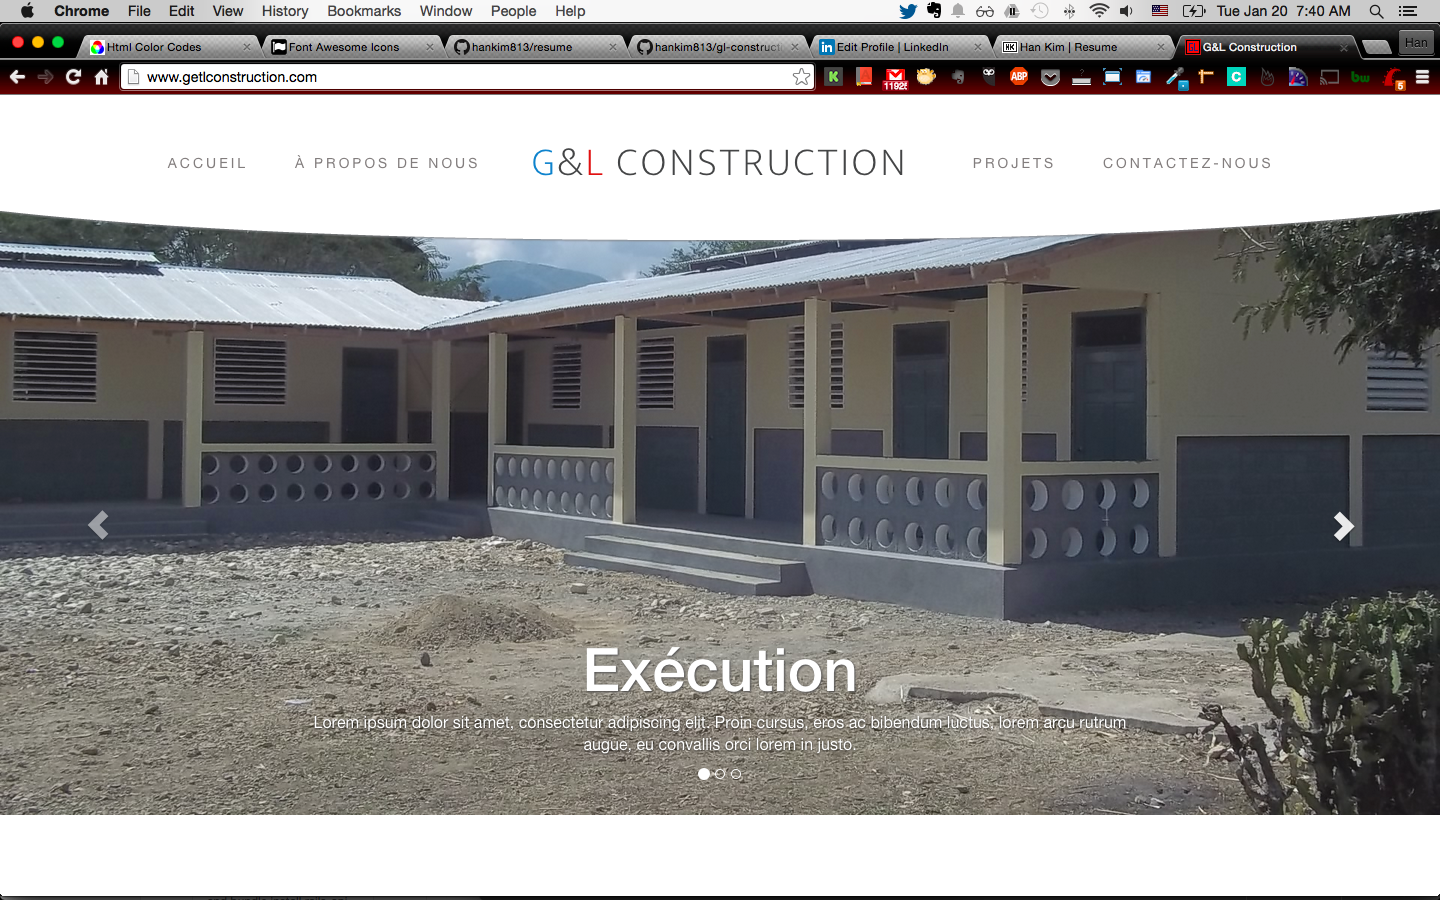 Chrome File Edit View History Bookmarks Window People Help Tue Jan 20 7:40 AM
Html Color Codes Font Awesome Icons hankim813/resume hankim813/gl-construct Edit Profile | LinkedIn Han Kim | Resume G&L Construction Han
www.getlconstruction.com
ACCUEIL À PROPOS DE NOUS G&L CONSTRUCTION PROJETS CONTACTEZ-NOUS
Exécution
Lorem ipsum dolor sit amet, consectetur adipiscing elit. Proin cursus, eros ac bibendum luctus, lorem arcu rutrum
augue, eu convallis orci lorem in justo.